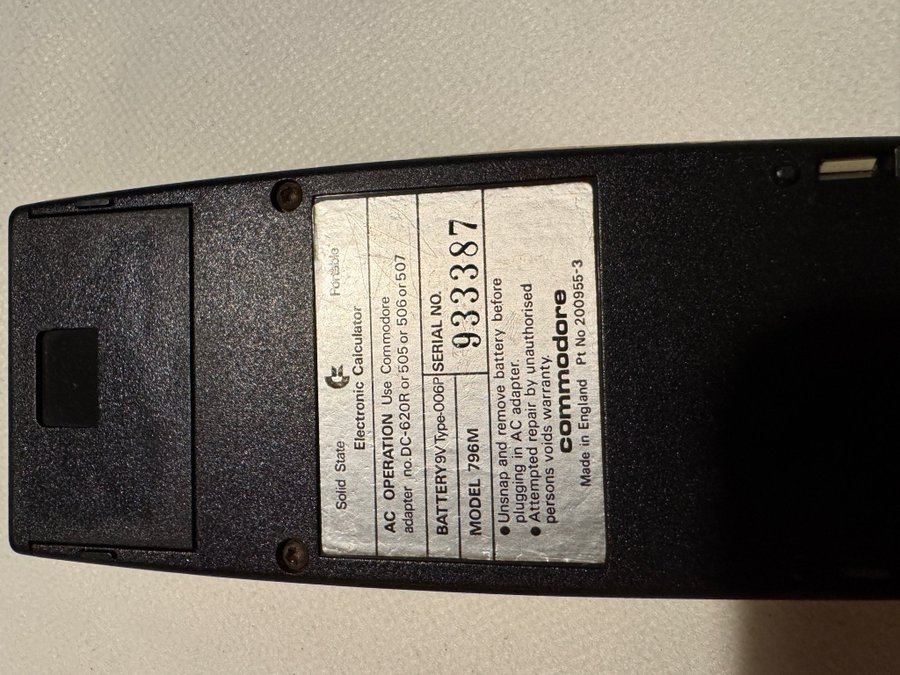 Solid State Portable
Electronic Calculator
AC OPERATION Use Commodore
adapter no. DC-620R or 505 or 506 or 507
BATTERY 9V Type-006P
MODEL 796M
SERIAL NO.
933387
● Unsnap and remove battery before
plugging in AC adapter.
● Attempted repair by unauthorised
persons voids warranty.
commodore
Made in England Pt No 200955-3